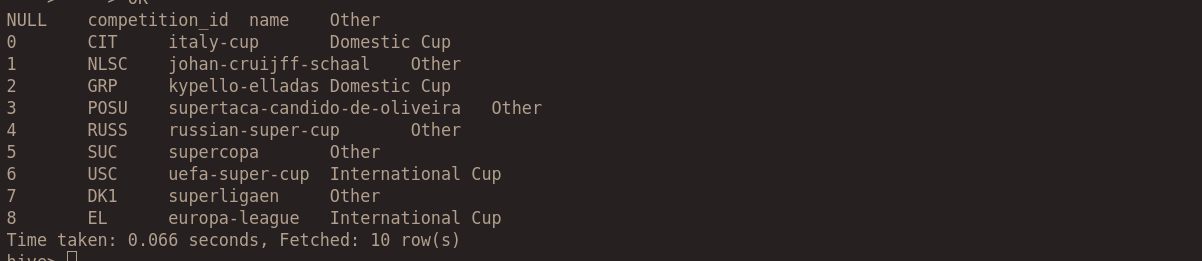 > > OK
NULL competition_id name Other
0 CIT italy-cup Domestic Cup
1 NLSC johan-cruijff-schaal Other
2 GRP kypello-elladas Domestic Cup
3 POSU supertaca-candido-de-oliveira Other
4 RUSS russian-super-cup Other
5 SUC supercopa Other
6 USC uefa-super-cup International Cup
7 DK1 superligaen Other
8 EL europa-league International Cup
Time taken: 0.066 seconds, Fetched: 10 row(s)
hive>